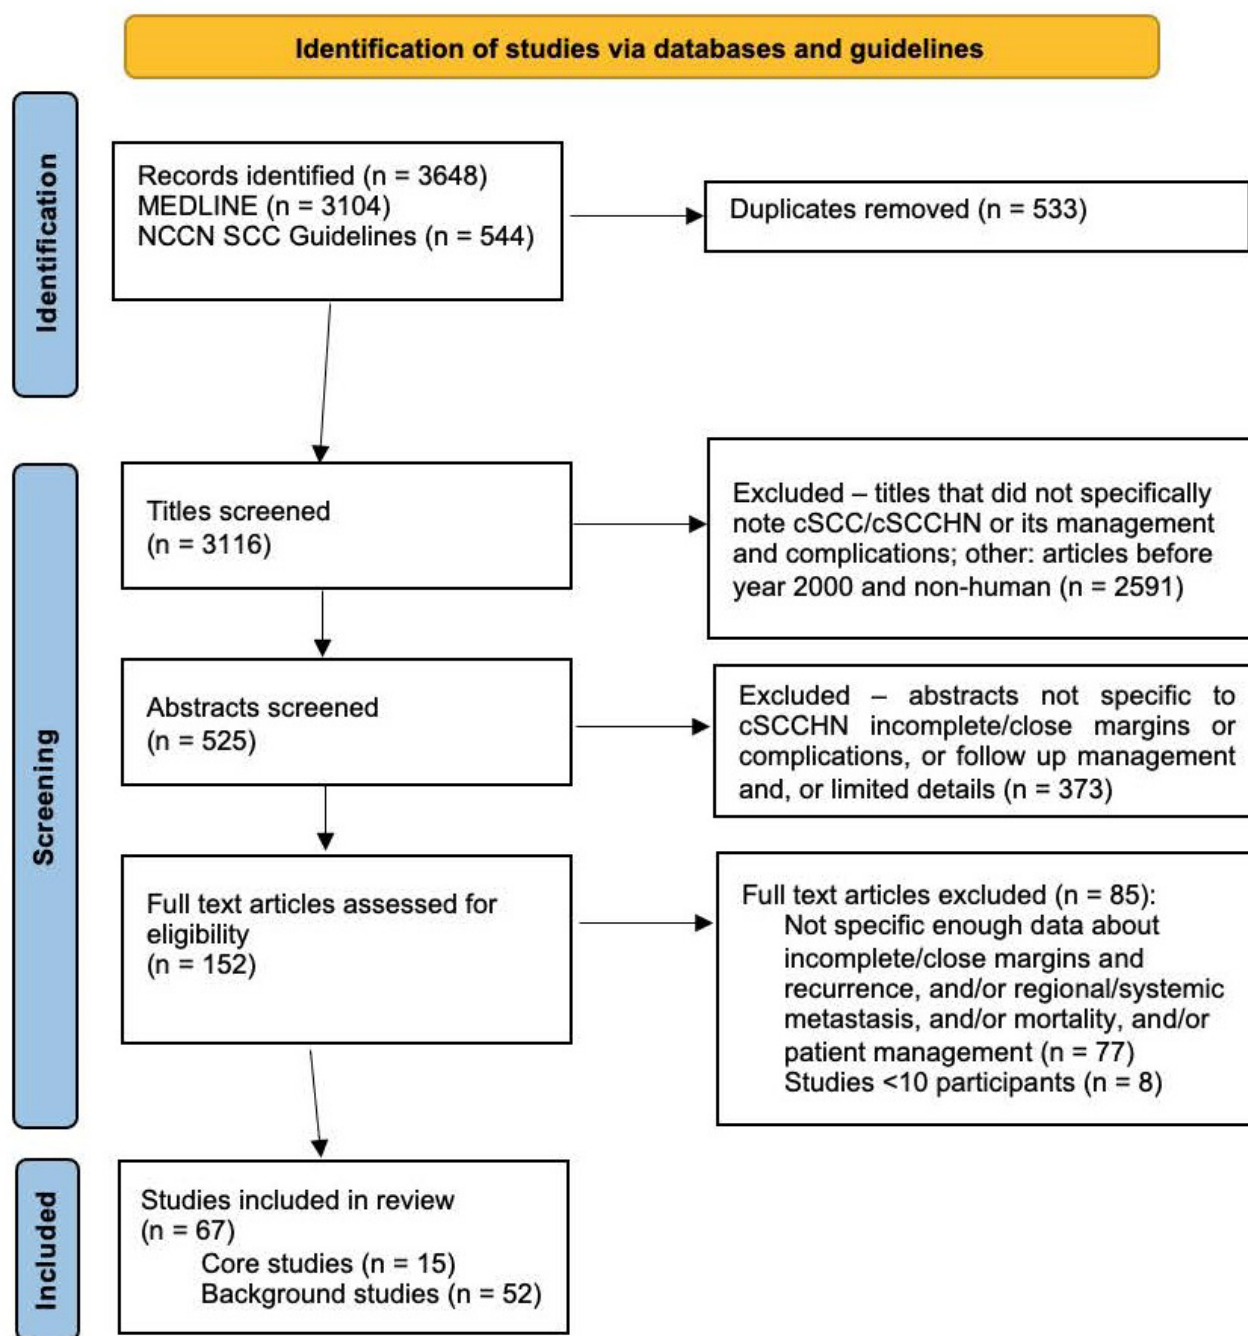 Identification of studies via databases and guidelines
Identification
Records identified (n = 3648)
MEDLINE (n = 3104)
NCCN SCC Guidelines (n = 544)
Duplicates removed (n = 533)
Screening
Titles screened
(n = 3116)
Excluded – titles that did not specifically
note cSCC/cSCCHN or its management
and complications; other: articles before
year 2000 and non-human (n = 2591)
Abstracts screened
(n = 525)
Excluded – abstracts not specific to
cSCCHN incomplete/close margins or
complications, or follow up management
and, or limited details (n = 373)
Full text articles assessed for
eligibility
(n = 152)
Full text articles excluded (n = 85):
Not specific enough data about
incomplete/close margins and
recurrence, and/or regional/systemic
metastasis, and/or mortality, and/or
patient management (n = 77)
Studies <10 participants (n = 8)
Included
Studies included in review
(n = 67)
Core studies (n = 15)
Background studies (n = 52)